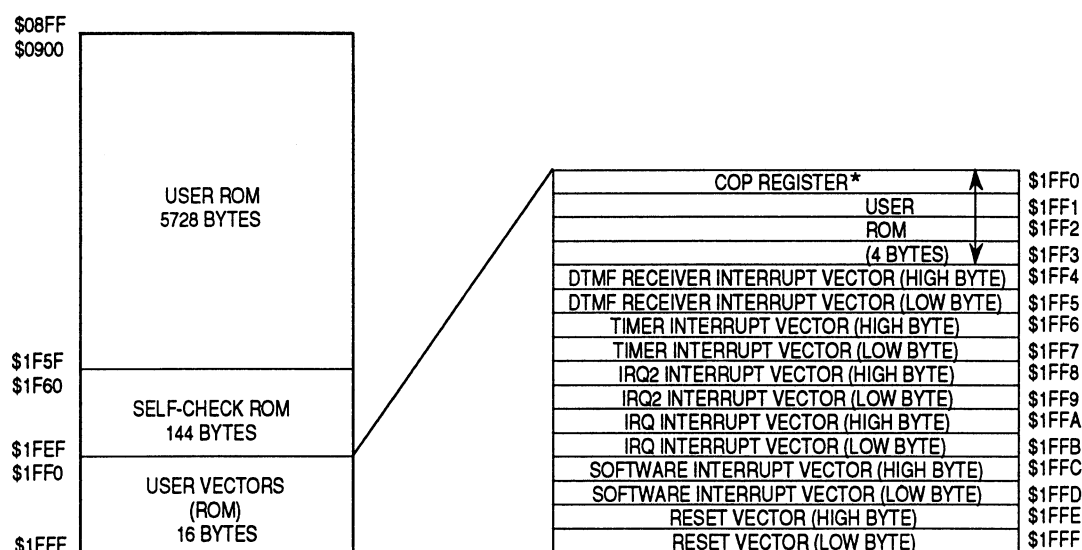 $08FF
$0900
USER ROM
5728 BYTES
$1F5F
$1F60
SELF-CHECK ROM
144 BYTES
$1FEF
$1FF0
USER VECTORS
(ROM)
16 BYTES
$1FFF
COP REGISTER* $1FF0
USER $1FF1
ROM $1FF2
(4 BYTES) $1FF3
DTMF RECEIVER INTERRUPT VECTOR (HIGH BYTE) $1FF4
DTMF RECEIVER INTERRUPT VECTOR (LOW BYTE) $1FF5
TIMER INTERRUPT VECTOR (HIGH BYTE) $1FF6
TIMER INTERRUPT VECTOR (LOW BYTE) $1FF7
IRQ2 INTERRUPT VECTOR (HIGH BYTE) $1FF8
IRQ2 INTERRUPT VECTOR (LOW BYTE) $1FF9
IRQ INTERRUPT VECTOR (HIGH BYTE) $1FFA
IRQ INTERRUPT VECTOR (LOW BYTE) $1FFB
SOFTWARE INTERRUPT VECTOR (HIGH BYTE) $1FFC
SOFTWARE INTERRUPT VECTOR (LOW BYTE) $1FFD
RESET VECTOR (HIGH BYTE) $1FFE
RESET VECTOR (LOW BYTE) $1FFF